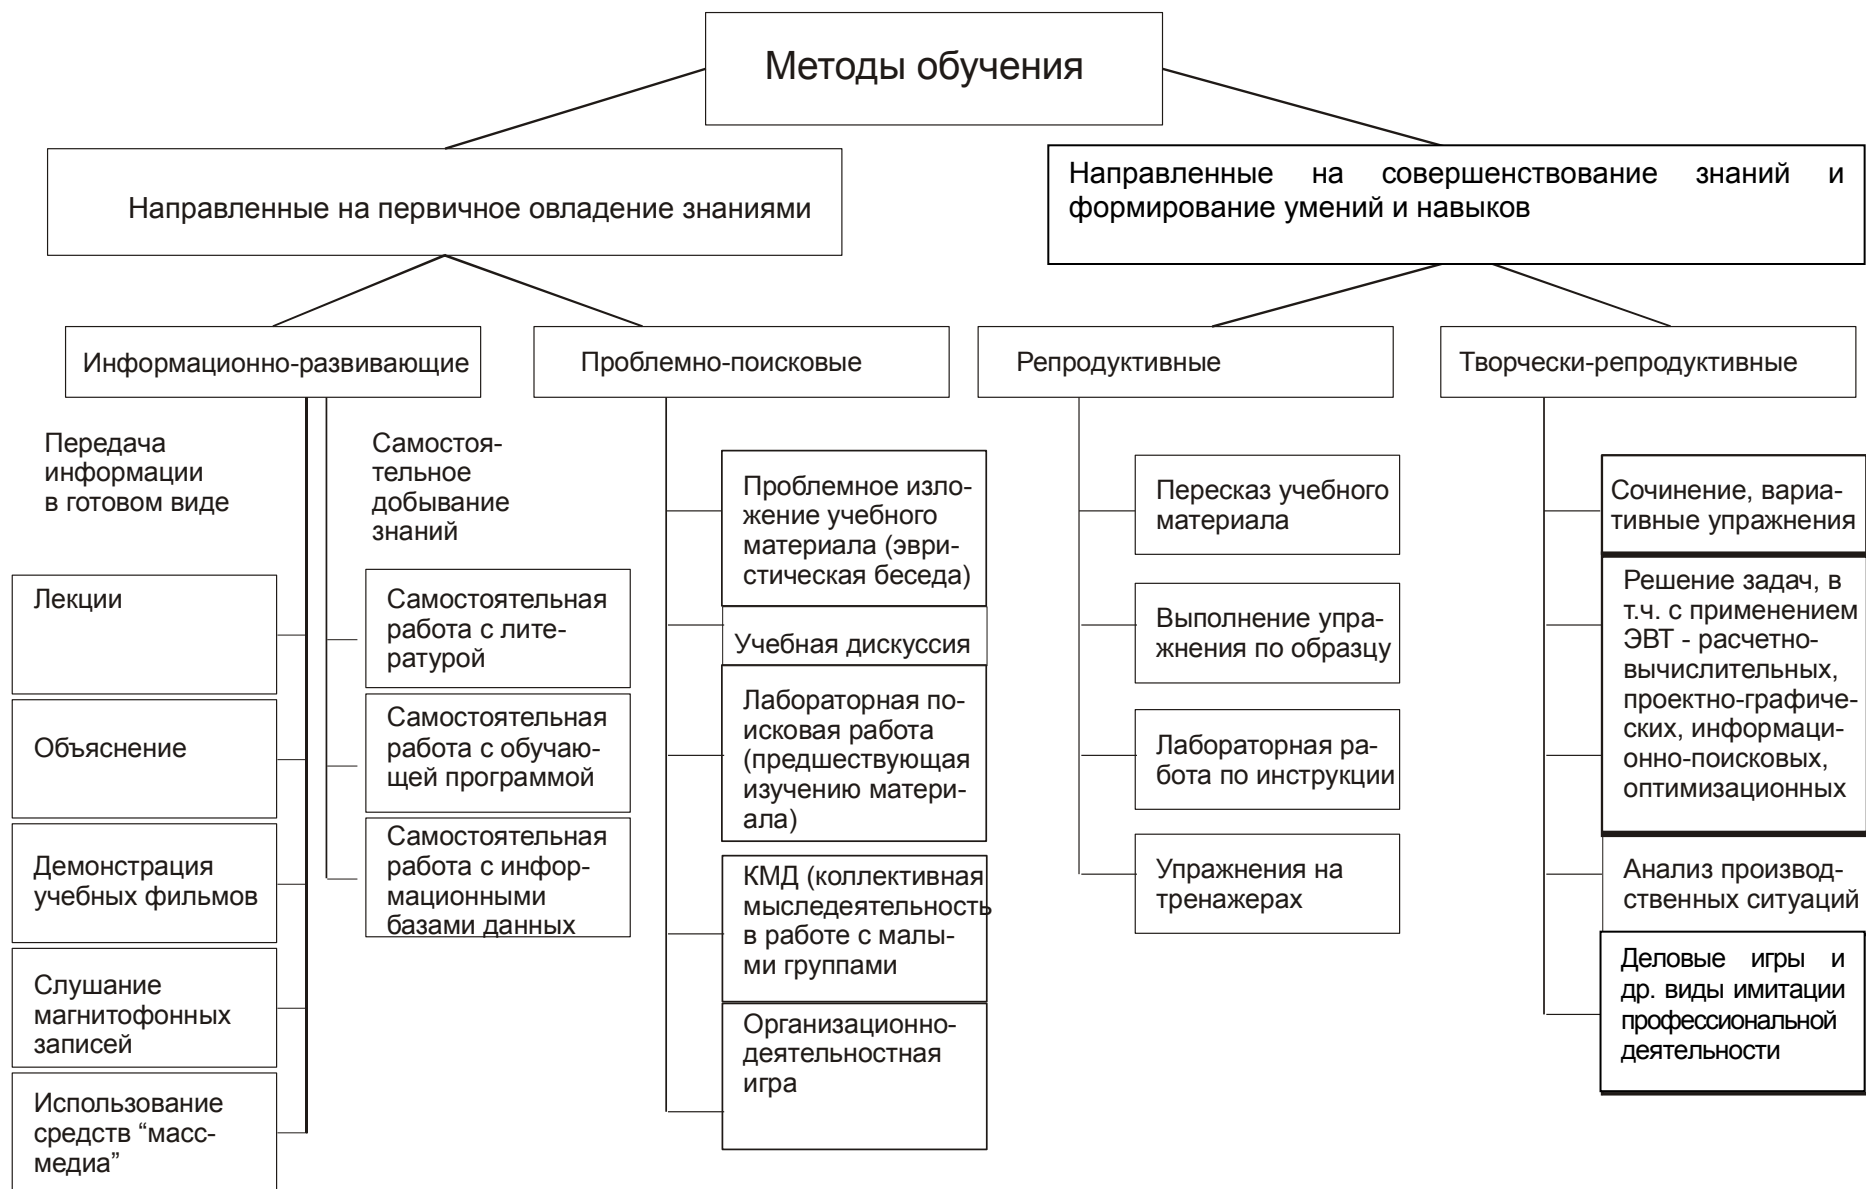 Методы обучения
Направленные на первичное овладение знаниями
Направленные на совершенствование знаний и
формирование умений и навыков
Информационно-развивающие
Проблемно-поисковые
Репродуктивные
Творчески-репродуктивные
Передача
информации
в готовом виде
Лекции
Объяснение
Демонстрация
учебных фильмов
Слушание
магнитофонных
записей
Использование
средств “масс-
медиа”
Самостоя-
тельное
добывание
знаний
Самостоятельная
работа с лите-
ратурой
Самостоятельная
работа с обучаю-
щей программой
Самостоятельная
работа с инфор-
мационными
базами данных
Проблемное изло-
жение учебного
материала (эври-
стическая беседа)
Учебная дискуссия
Лабораторная по-
исковая работа
(предшествующая
изучению матери-
ала)
КМД (коллективная
мыследеятельность
в работе с малы-
ми группами
Организационно-
деятельностная
игра
Пересказ учебного
материала
Выполнение упра-
жнения по образцу
Лабораторная ра-
бота по инструкции
Упражнения на
тренажерах
Сочинение, вариа-
тивные упражнения
Решение задач, в
т.ч. с применением
ЭВТ - расчетно-
вычислительных,
проектно-графиче-
ских, информаци-
онно-поисковых,
оптимизационных
Анализ производ-
ственных ситуаций
Деловые игры и
др. виды имитации
профессиональной
деятельности